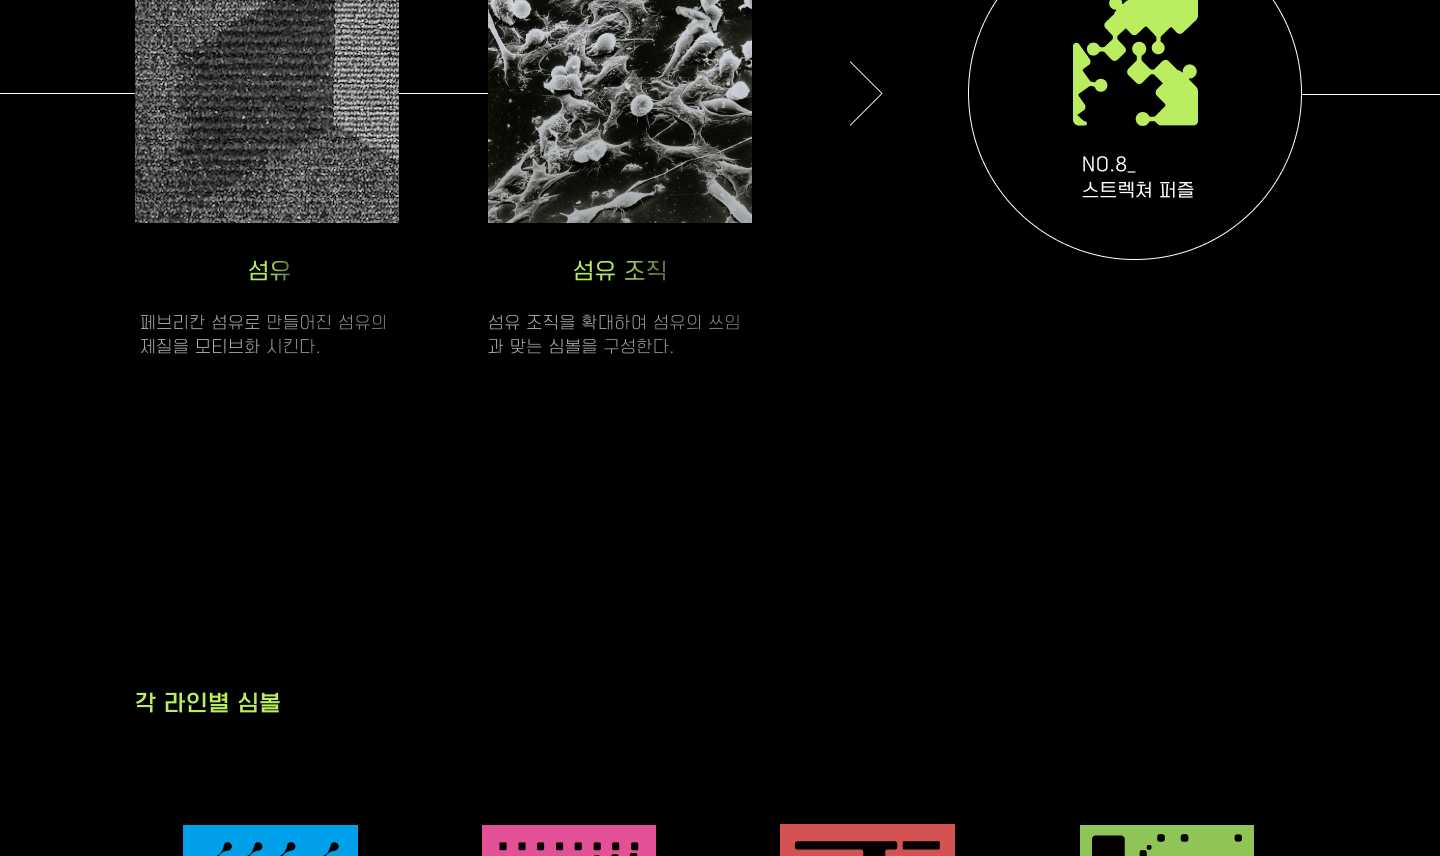 NO.8_
스트렉쳐 퍼즐
섬유
섬유 조직
페브리칸 섬유로 만들어진 섬유의
제질을 모티브화 시킨다.
섬유 조직을 확대하여 섬유의 쓰임
과 맞는 심볼을 구성한다.
각 라인별 심볼